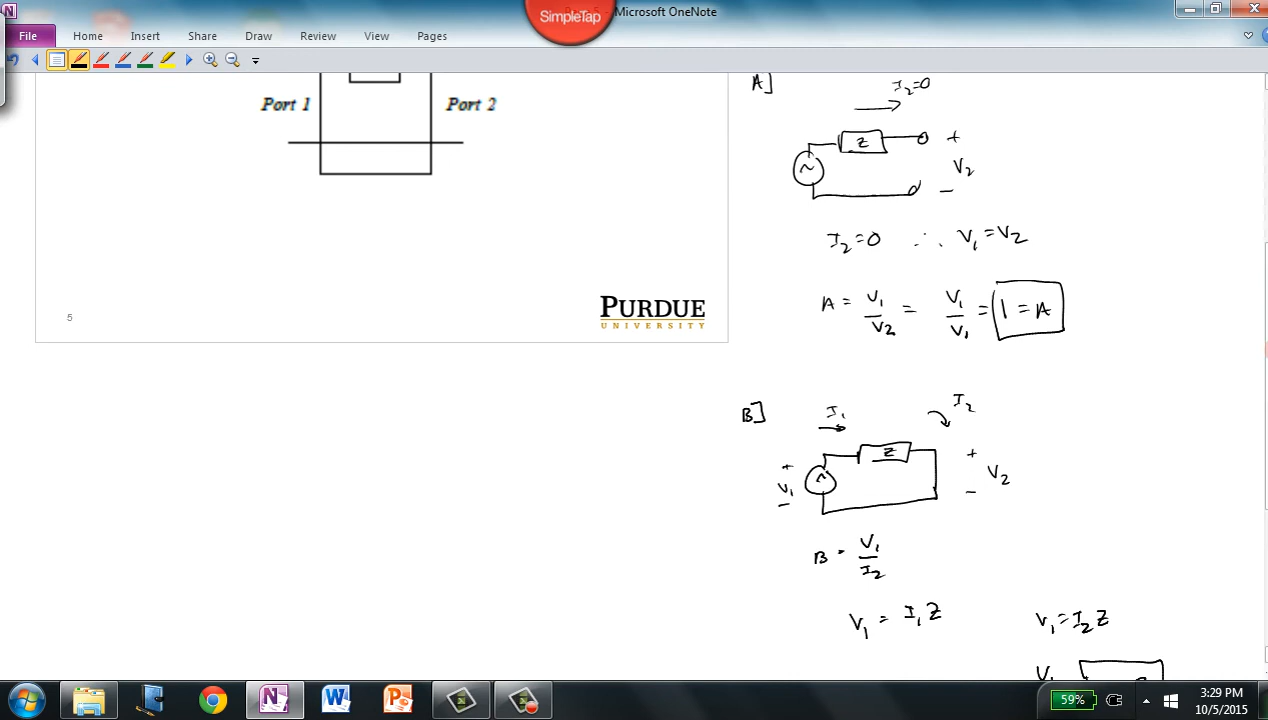 SimpleTap
Microsoft OneNote
File Home Insert Share Draw Review View Pages
Port 1 Port 2
5
PURDUE
UNIVERSITY
A]
I₂=0
Z
+
V₂
−
I₂=0 ∴ V₁=V₂
A = V₁/V₂ = V₁/V₁ = 1 = A
B]
I₁
I₂
Z
+
V₁
−
+
V₂
−
B = V₁/I₂
V₁ = I₁Z
V₁=I₂Z
59%
3:29 PM
10/5/2015